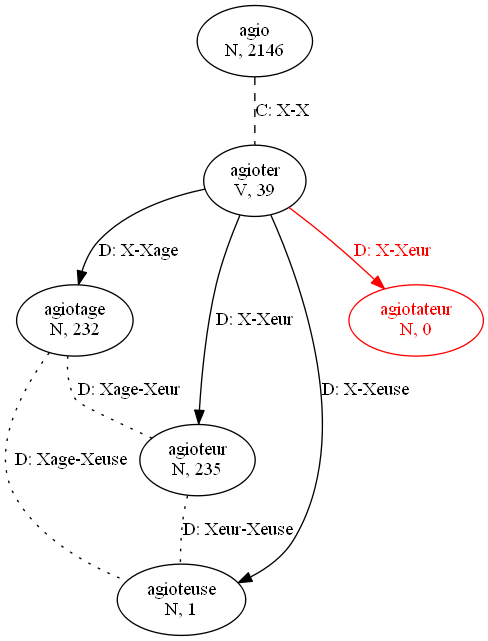 agio
N, 2146
C: X-X
agioter
V, 39
D: X-Xage
D: X-Xeur
agiotage
N, 232
D: X-Xeur
agiotateur
N, 0
D: Xage-Xeur
D: X-Xeuse
D: Xage-Xeuse
agioteur
N, 235
D: Xeur-Xeuse
agioteuse
N, 1